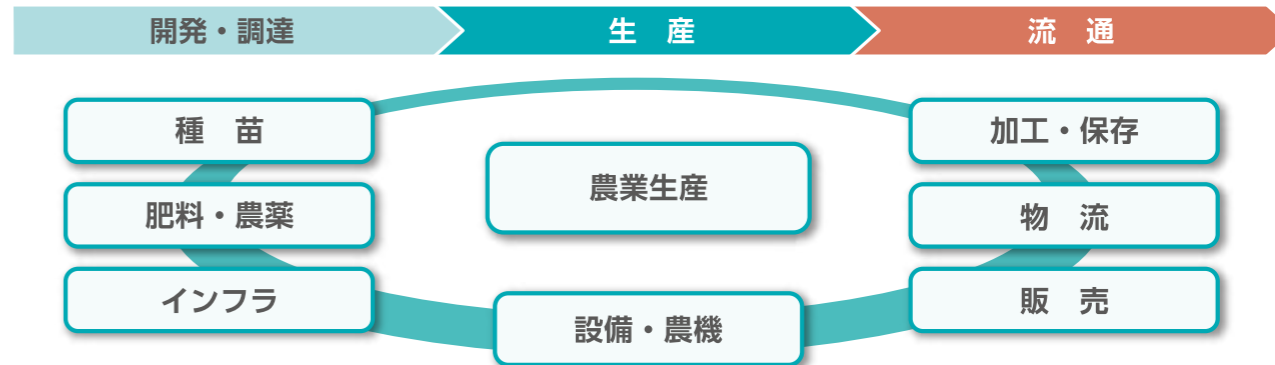 開発・調達
生　産
流　通
種　苗
肥料・農薬
インフラ
農業生産
設備・農機
加工・保存
物　流
販　売